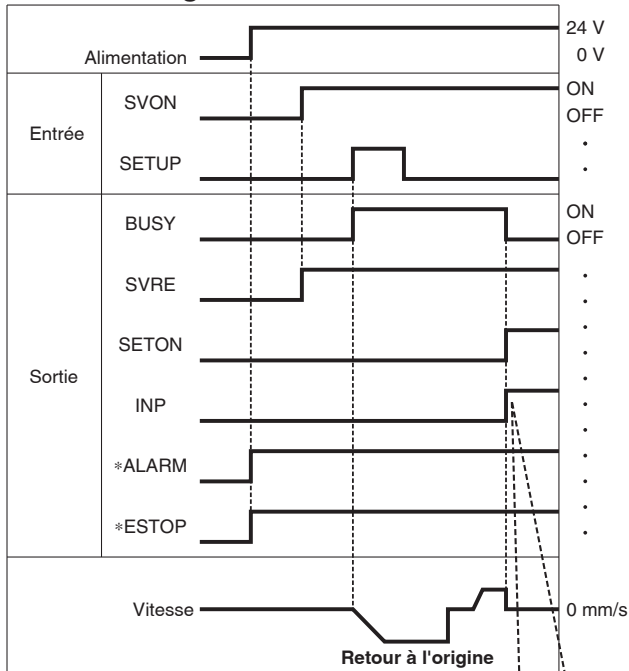 24 V
Alimentation 0 V
SVON ON
OFF
Entrée
SETUP
BUSY ON
OFF
SVRE
SETON
Sortie
INP
*ALARM
*ESTOP
Vitesse 0 mm/s
Retour à l'origine